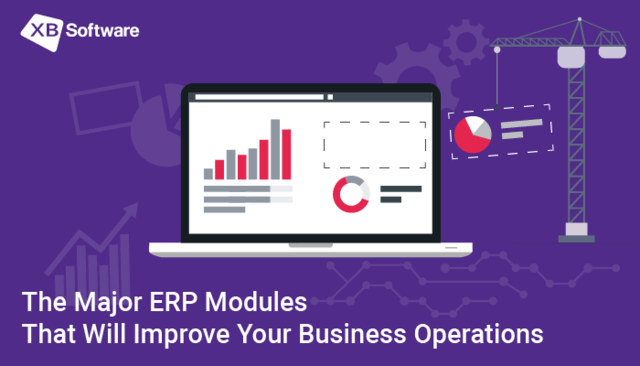 XB Software
The Major ERP Modules
That Will Improve Your Business Operations